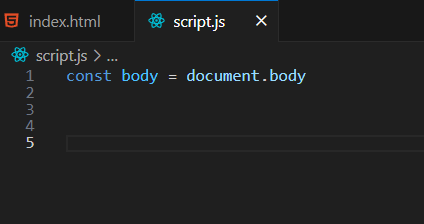 index.html
script.js ×
script.js > ...
1 const body = document.body
2
3
4
5